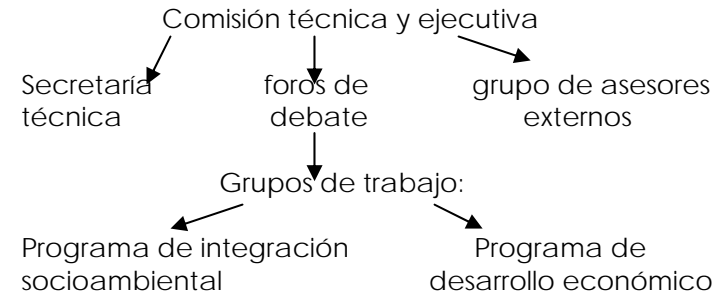 Comisión técnica y ejecutiva
Secretaría técnica
foros de debate
grupo de asesores externos
Grupos de trabajo:
Programa de integración socioambiental
Programa de desarrollo económico